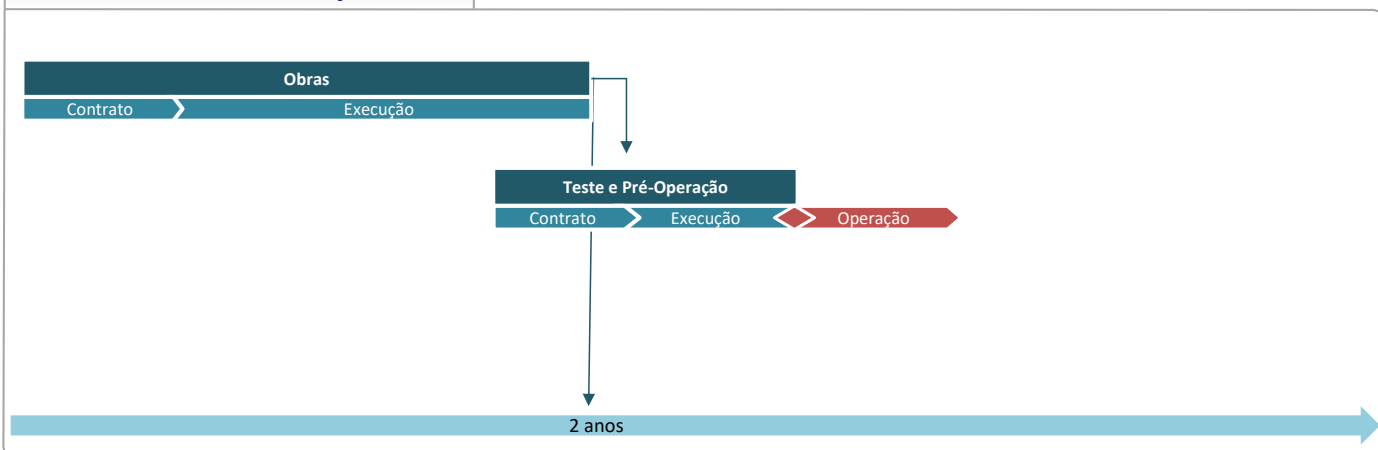 Obras
Contrato
Execução
Teste e Pré-Operação
Contrato
Execução
Operação
2 anos